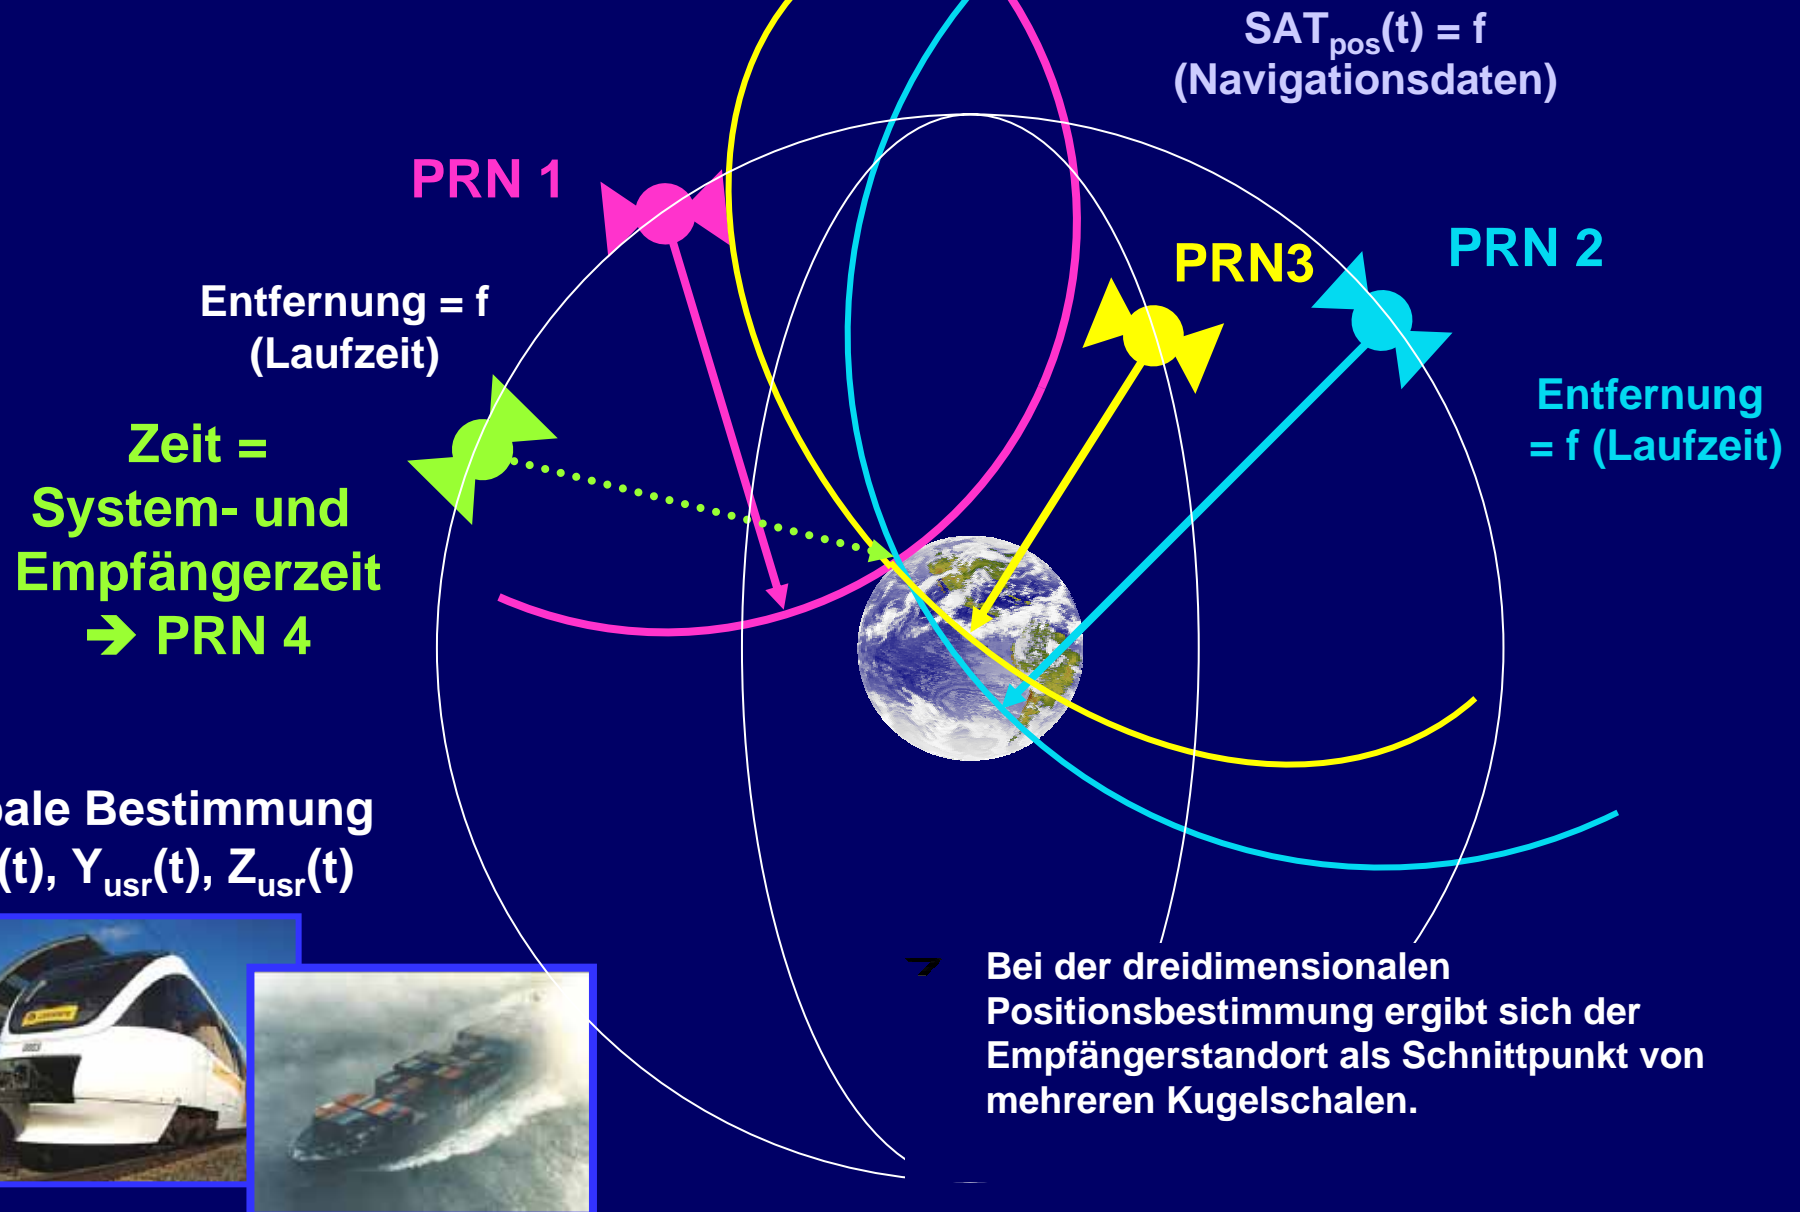 SATpos(t) = f
(Navigationsdaten)
PRN 1
PRN3
PRN 2
Entfernung = f
(Laufzeit)
Entfernung
= f (Laufzeit)
Zeit =
System- und
Empfängerzeit
➔ PRN 4
Bestimmung
(t), Yusr(t), Zusr(t)
Bei der dreidimensionalen
Positionsbestimmung ergibt sich der
Empfängerstandort als Schnittpunkt von
mehreren Kugelschalen.